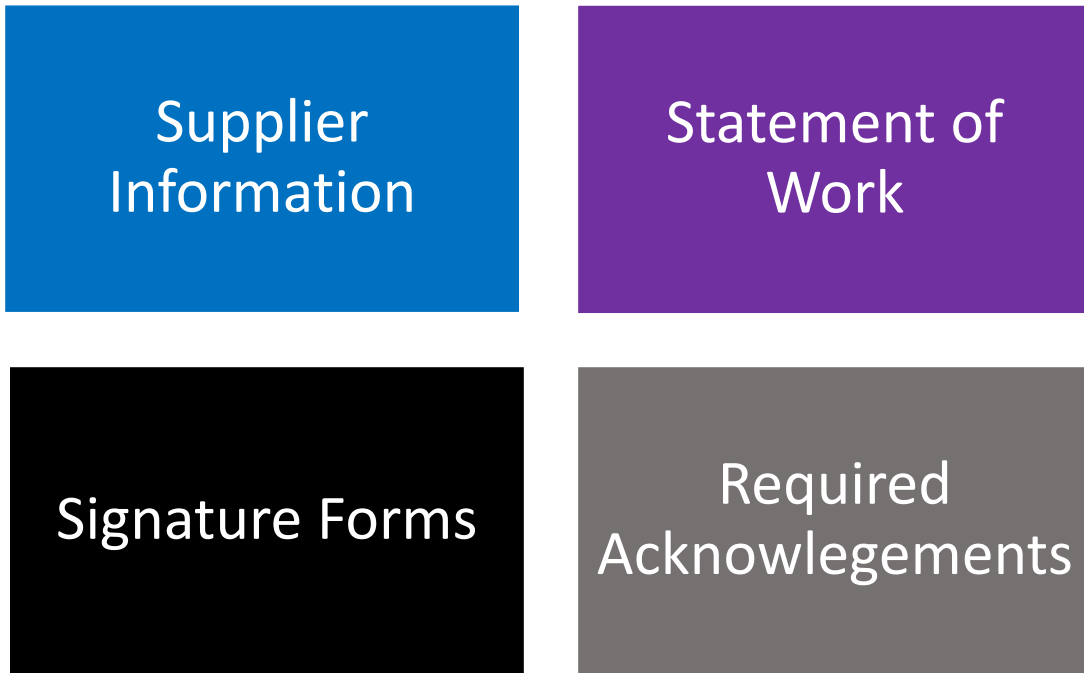 Supplier
Information
Statement of
Work
Signature Forms
Required
Acknowlegements